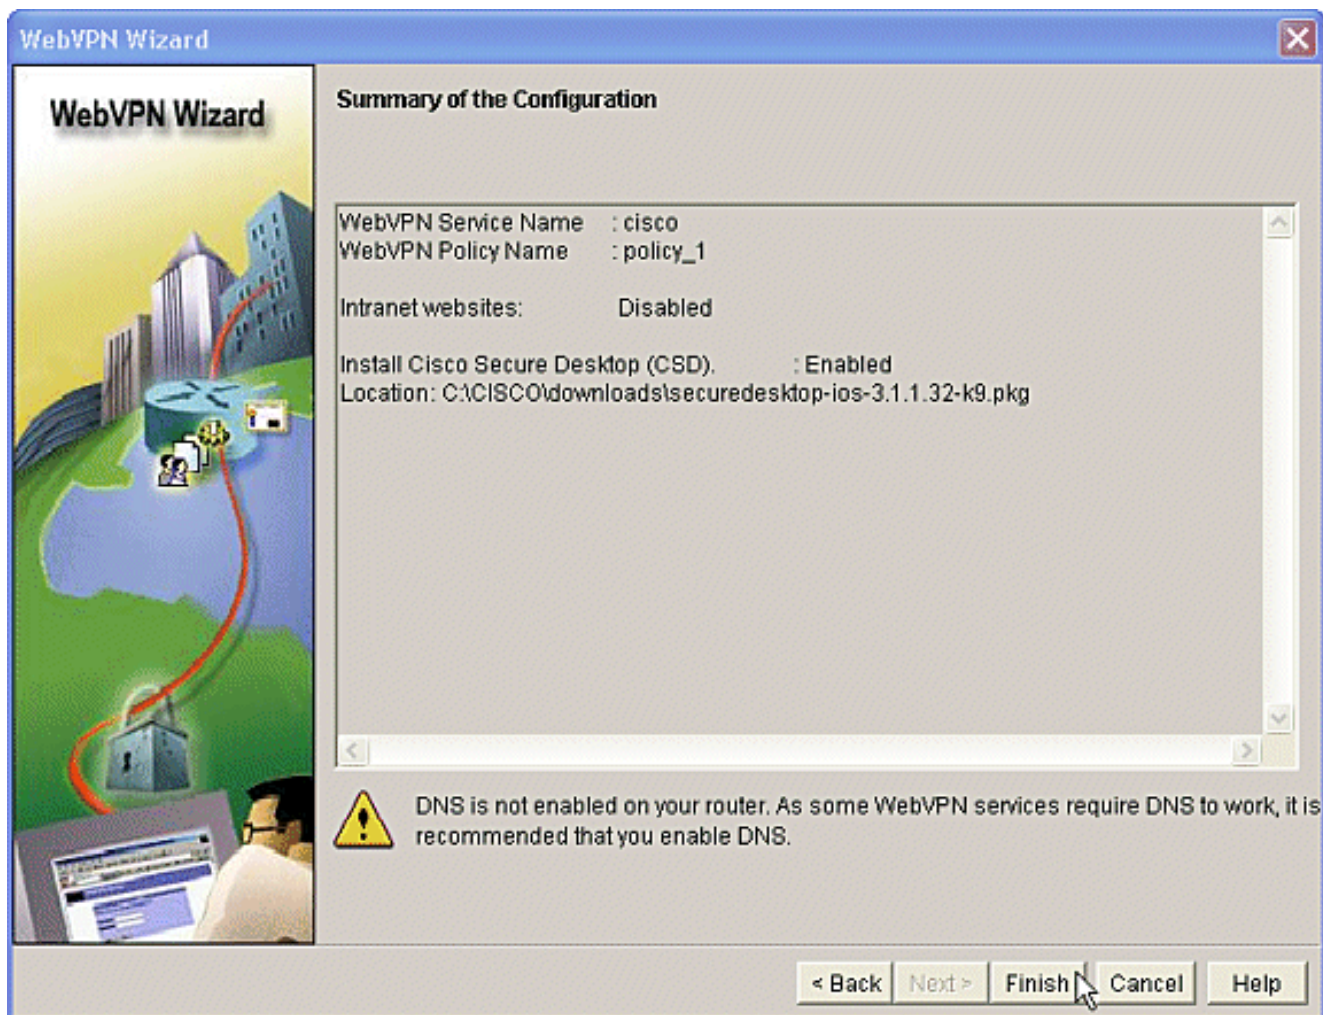 WebVPN Wizard
WebVPN Wizard
Summary of the Configuration
WebVPN Service Name : cisco
WebVPN Policy Name : policy_1
Intranet websites: Disabled
Install Cisco Secure Desktop (CSD). : Enabled
Location: C:\CISCO\downloads\securedesktop-ios-3.1.1.32-k9.pkg
DNS is not enabled on your router. As some WebVPN services require DNS to work, it is
recommended that you enable DNS.
< Back Next > Finish Cancel Help